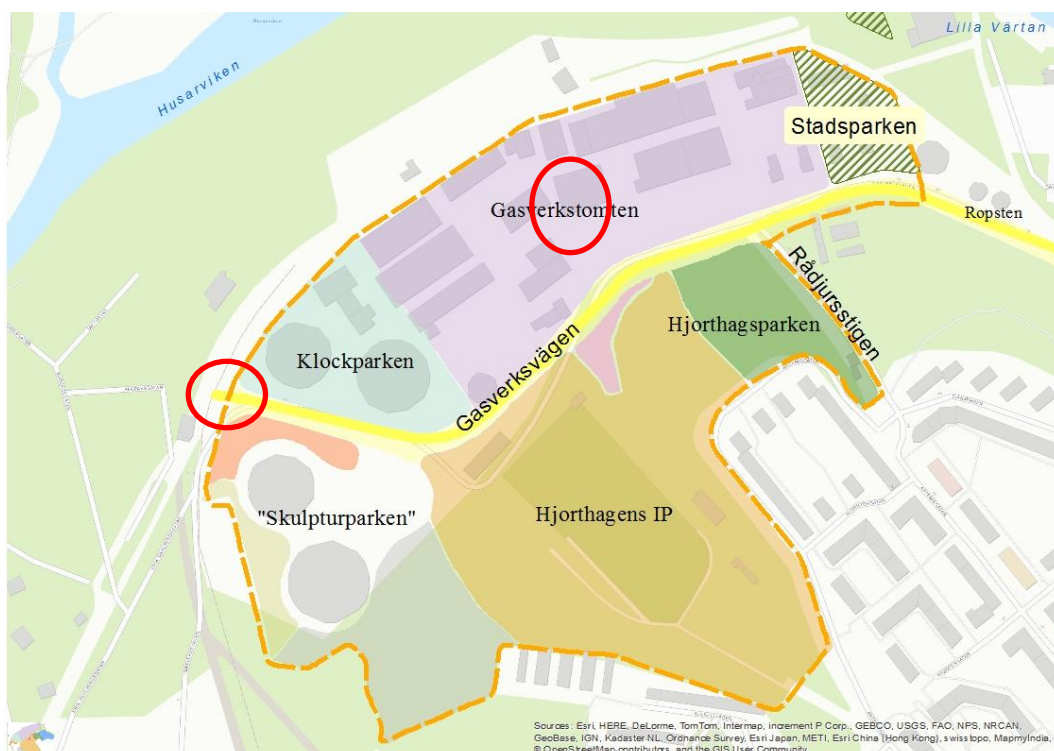 Lilla Värtan
Husarviken
Stadsparken
Gasverkstomten
Ropsten
Rådjursstigen
Hjorthagsparken
Klockparken
Gasverksvägen
"Skulpturparken"
Hjorthagens IP
Sources: Esri, HERE, DeLorme, TomTom, Intermap, increment P Corp., GEBCO, USGS, FAO, NPS, NRCAN,
GeoBase, IGN, Kadaster NL, Ordnance Survey, Esri Japan, METI, Esri China (Hong Kong), swisstopo, MapmyIndia,
© OpenStreetMap contributors, and the GIS User Community